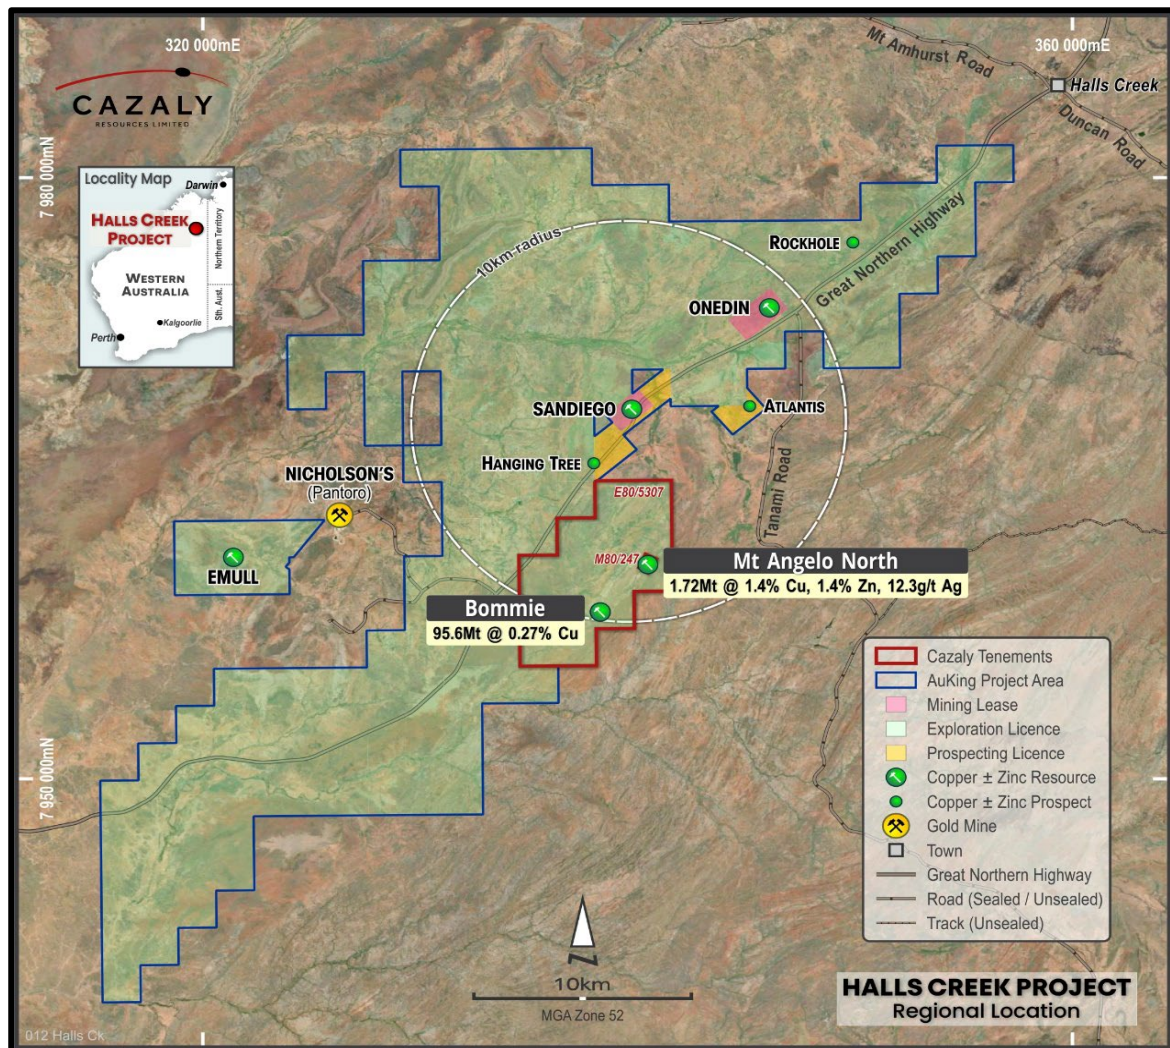 320 000mE
360 000mE
Mt Amhurst Road
Halls Creek
Duncan Road
CAZALY
RESOURCES LIMITED
7 980 000mN
Locality Map
Darwin
HALLS CREEK
PROJECT
Northern Territory
WESTERN
AUSTRALIA
Sth. Aust.
Kalgoorlie
Perth
10km radius
ROCKHOLE
Great Northern Highway
ONEDIN
SANDIEGO
ATLANTIS
HANGING TREE
Tanami Road
NICHOLSON'S
(Pantoro)
E80/5307
EMULL
M80/247
Mt Angelo North
1.72Mt @ 1.4% Cu, 1.4% Zn, 12.3g/t Ag
Bommie
95.6Mt @ 0.27% Cu
7 950 000mN
Cazaly Tenements
AuKing Project Area
Mining Lease
Exploration Licence
Prospecting Licence
Copper ± Zinc Resource
Copper ± Zinc Prospect
Gold Mine
Town
Great Northern Highway
Road (Sealed / Unsealed)
Track (Unsealed)
N
10km
MGA Zone 52
HALLS CREEK PROJECT
Regional Location
012 Halls Ck